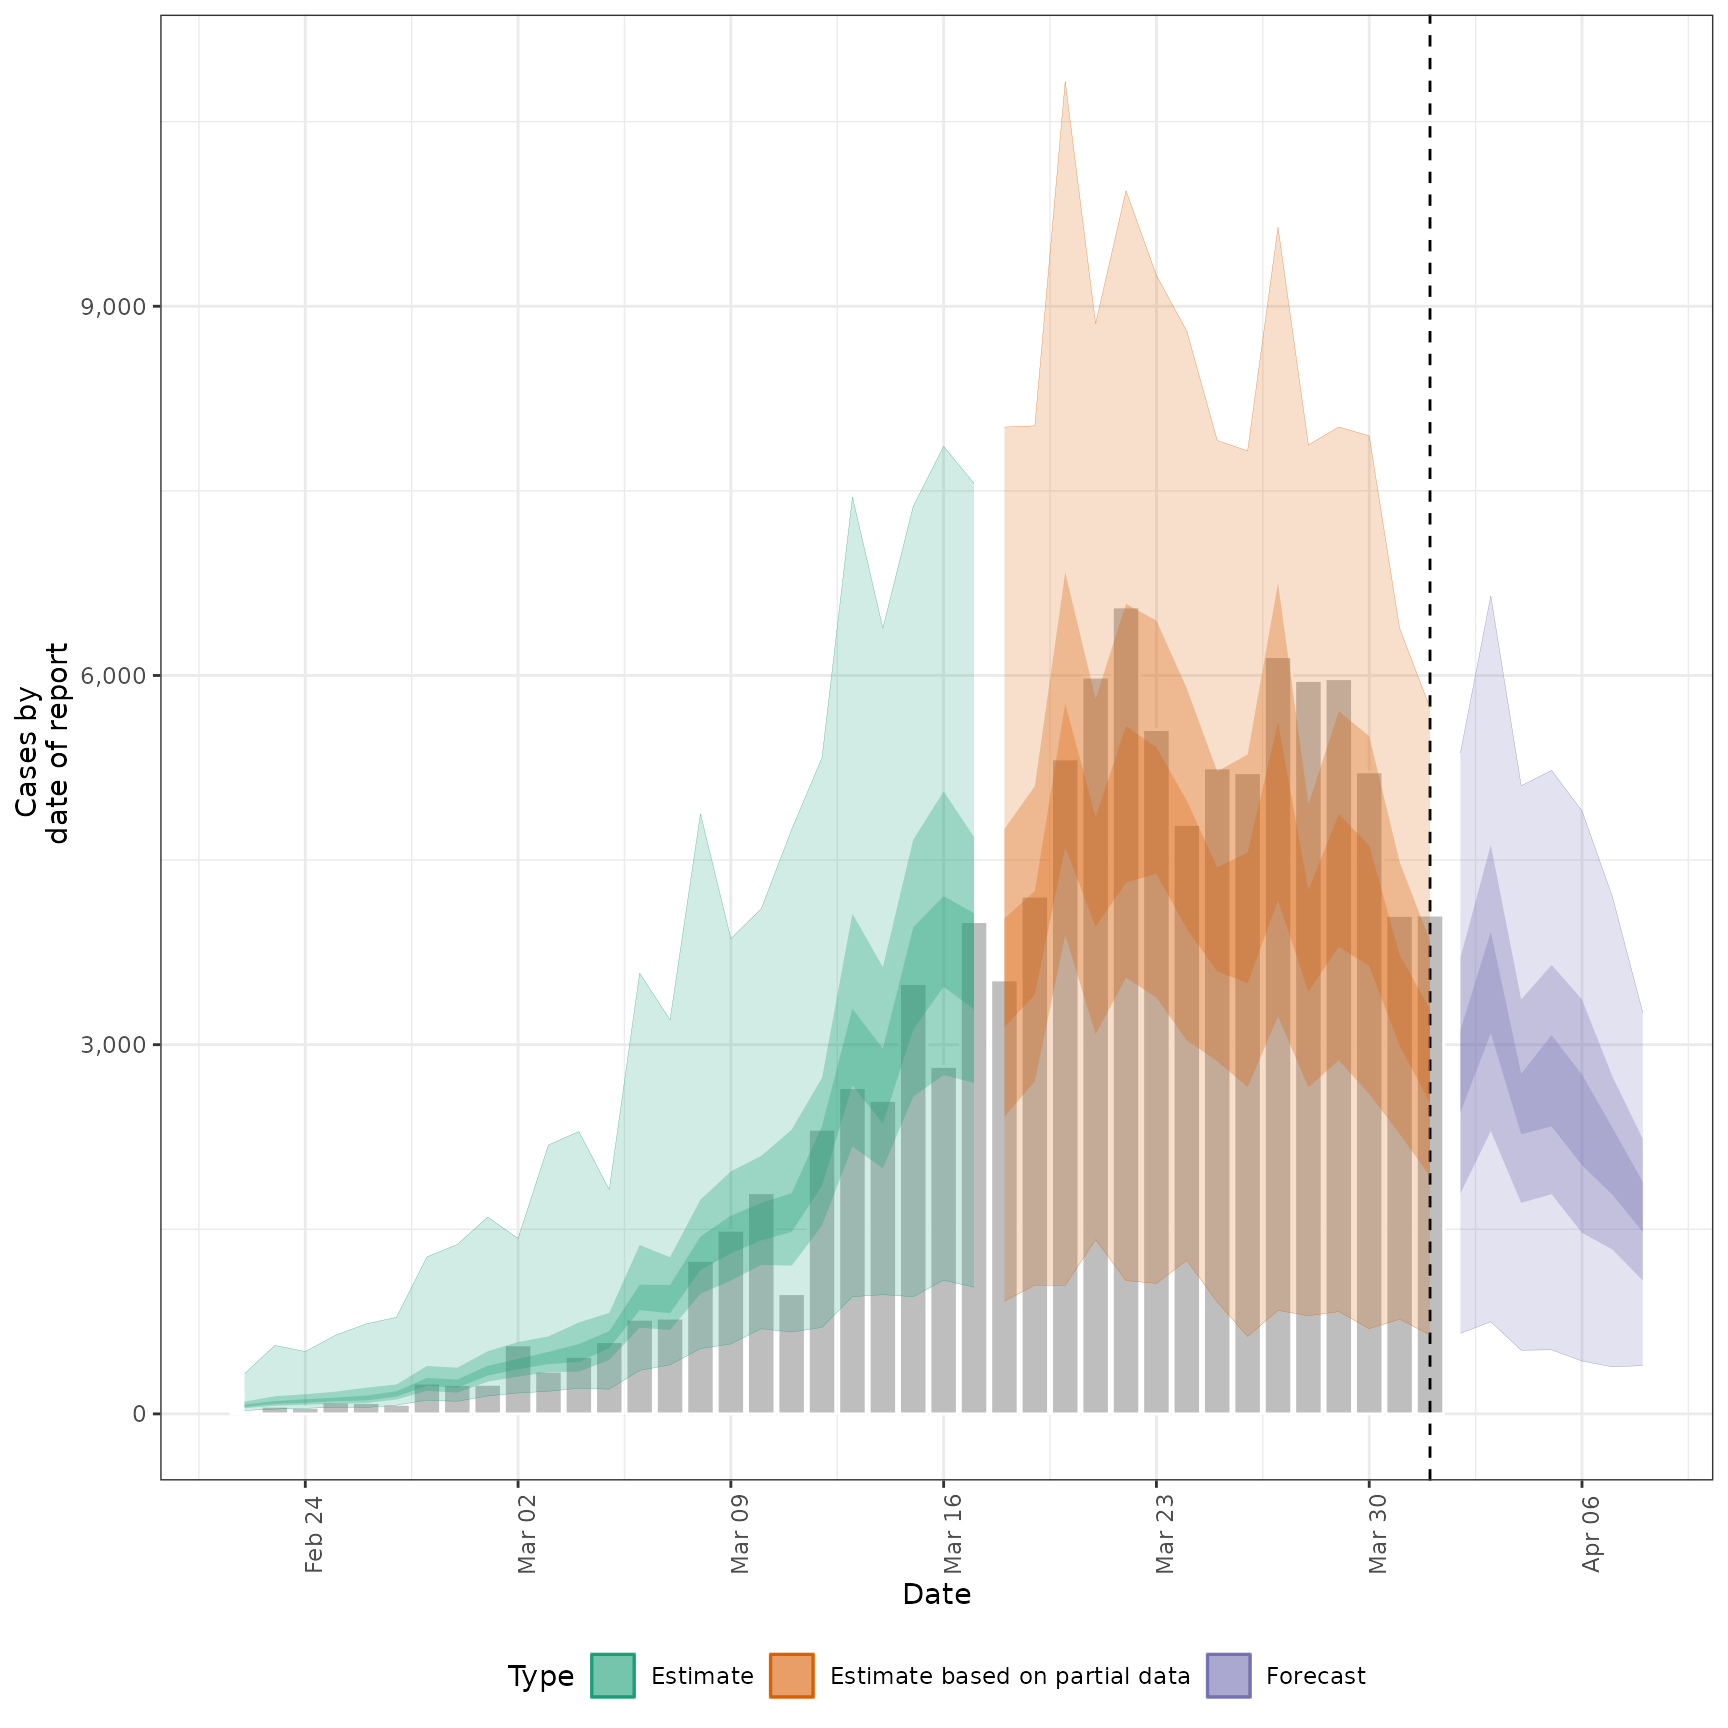 Cases by
date of report
9,000
6,000
3,000
0
Feb 24
Mar 02
Mar 09
Mar 16
Mar 23
Mar 30
Apr 06
Date
Type
Estimate
Estimate based on partial data
Forecast